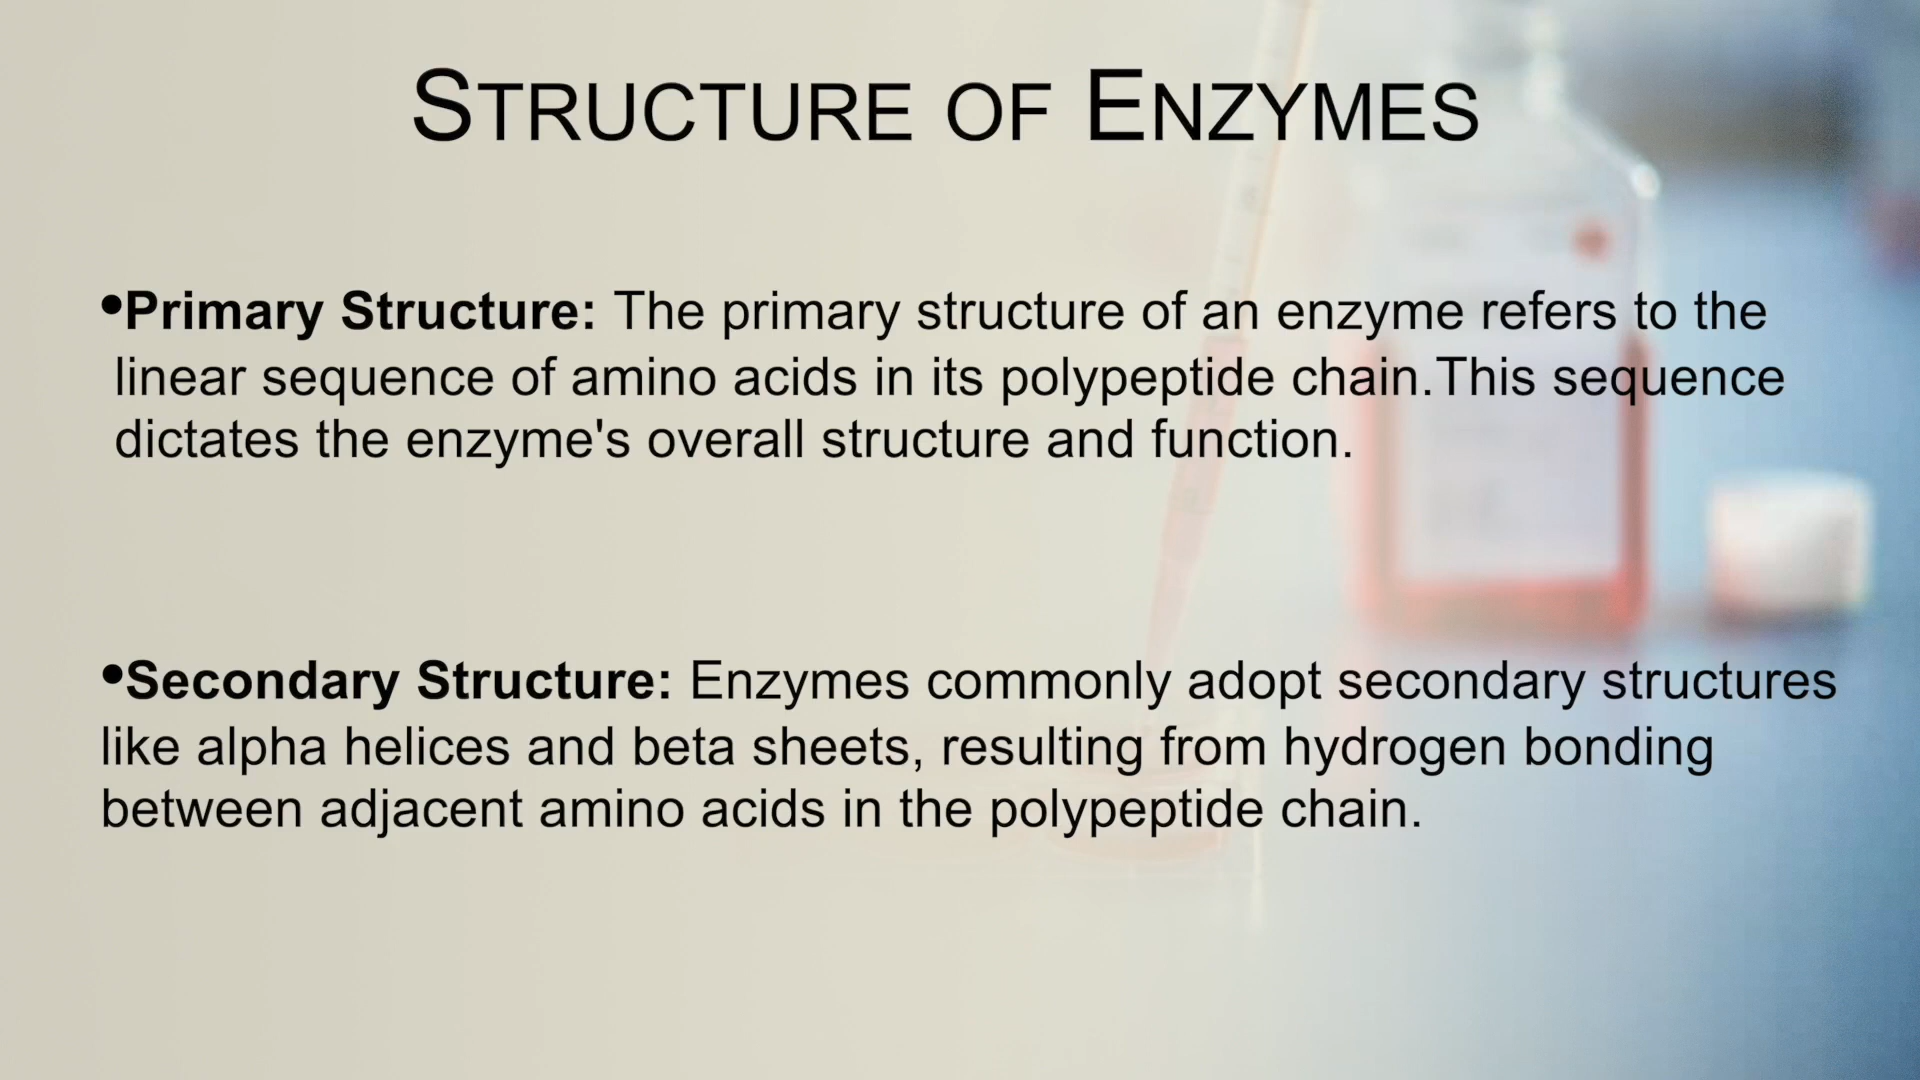 STRUCTURE OF ENZYMES
•Primary Structure: The primary structure of an enzyme refers to the
linear sequence of amino acids in its polypeptide chain.This sequence
dictates the enzyme's overall structure and function.
•Secondary Structure: Enzymes commonly adopt secondary structures
like alpha helices and beta sheets, resulting from hydrogen bonding
between adjacent amino acids in the polypeptide chain.